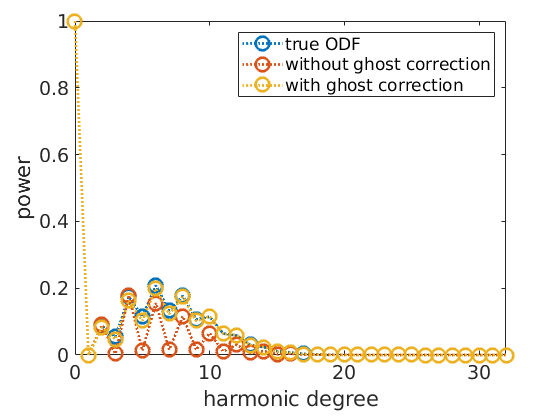 1
true ODF
without ghost correction
with ghost correction
0.8
0.6
power
0.4
0.2
0
0 10 20 30
harmonic degree